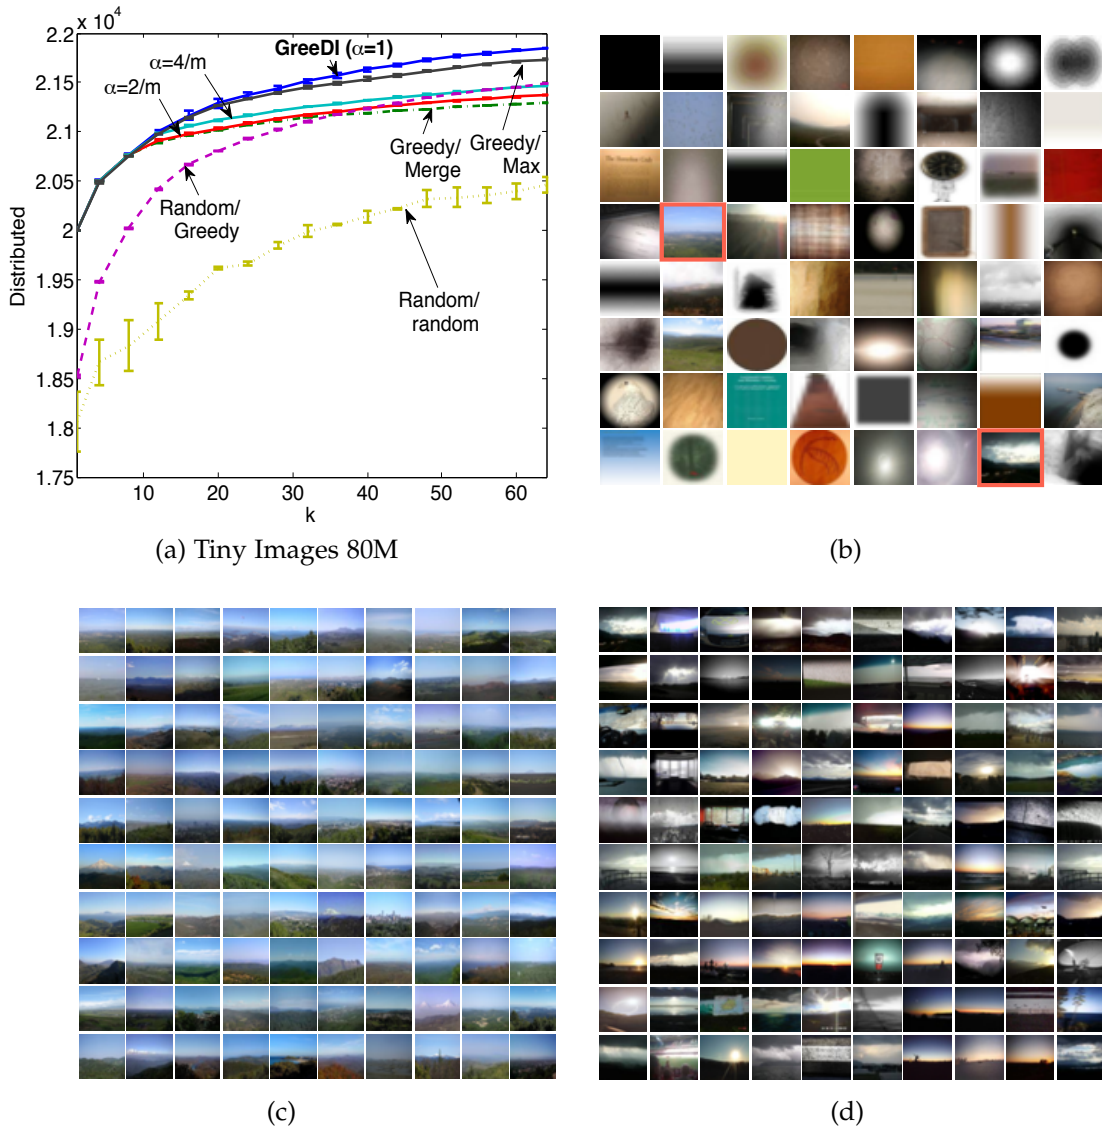 x 10⁴
2.2
2.15
2.1
2.05
2
1.95
1.9
1.85
1.8
1.75
Distributed
10
20
30
40
50
60
k
GreeDI (α=1)
α=4/m
α=2/m
Greedy/
Merge
Greedy/
Max
Random/
Greedy
Random/
random
(a) Tiny Images 80M
(b)
(c)
(d)